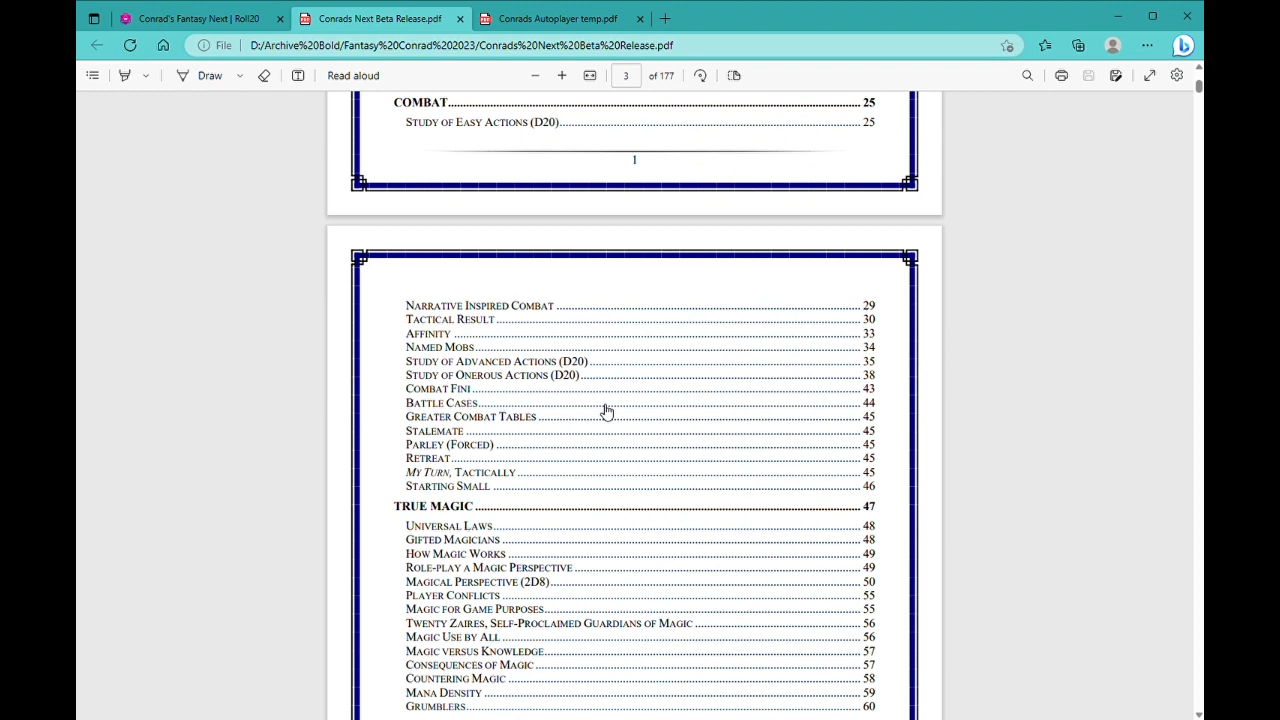 Conrad's Fantasy Next | Roll20
Conrads Next Beta Release.pdf
Conrads Autoplayer temp.pdf
File D:/Archive%20Bold/Fantasy%20Conrad%202023/Conrads%20Next%20Beta%20Release.pdf
Draw Read aloud 3 of 177
COMBAT 25
STUDY OF EASY ACTIONS (D20) 25
1
NARRATIVE INSPIRED COMBAT 29
TACTICAL RESULT 30
AFFINITY 33
NAMED MOBS 34
STUDY OF ADVANCED ACTIONS (D20) 35
STUDY OF ONEROUS ACTIONS (D20) 38
COMBAT FINI 43
BATTLE CASES 44
GREATER COMBAT TABLES 45
STALEMATE 45
PARLEY (FORCED) 45
RETREAT 45
MY TURN, TACTICALLY 45
STARTING SMALL 46
TRUE MAGIC 47
UNIVERSAL LAWS 48
GIFTED MAGICIANS 48
HOW MAGIC WORKS 49
ROLE-PLAY A MAGIC PERSPECTIVE 49
MAGICAL PERSPECTIVE (2D8) 50
PLAYER CONFLICTS 55
MAGIC FOR GAME PURPOSES 55
TWENTY ZAIRES, SELF-PROCLAIMED GUARDIANS OF MAGIC 56
MAGIC USE BY ALL 56
MAGIC VERSUS KNOWLEDGE 57
CONSEQUENCES OF MAGIC 57
COUNTERING MAGIC 58
MANA DENSITY 59
GRUMBLERS 60